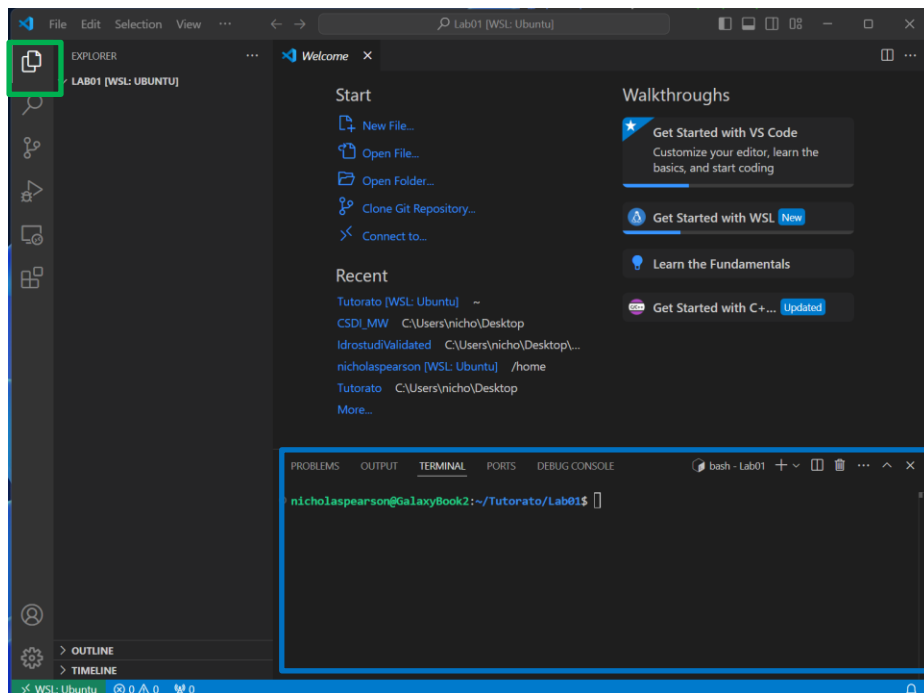 File Edit Selection View ... Lab01 [WSL: Ubuntu]
EXPLORER ...
LAB01 [WSL: UBUNTU]
Welcome
Start
New File...
Open File...
Open Folder...
Clone Git Repository...
Connect to...
Recent
Tutorato [WSL: Ubuntu] ~
CSDI_MW C:\Users\nicho\Desktop
IdrostudiValidated C:\Users\nicho\Desktop\...
nicholaspearson [WSL: Ubuntu] /home
Tutorato C:\Users\nicho\Desktop
More...
Walkthroughs
Get Started with VS Code
Customize your editor, learn the
basics, and start coding
Get Started with WSL New
Learn the Fundamentals
Get Started with C+... Updated
PROBLEMS OUTPUT TERMINAL PORTS DEBUG CONSOLE bash - Lab01
nicholaspearson@GalaxyBook2:~/Tutorato/Lab01$
OUTLINE
TIMELINE
WSL: Ubuntu 0 0 0